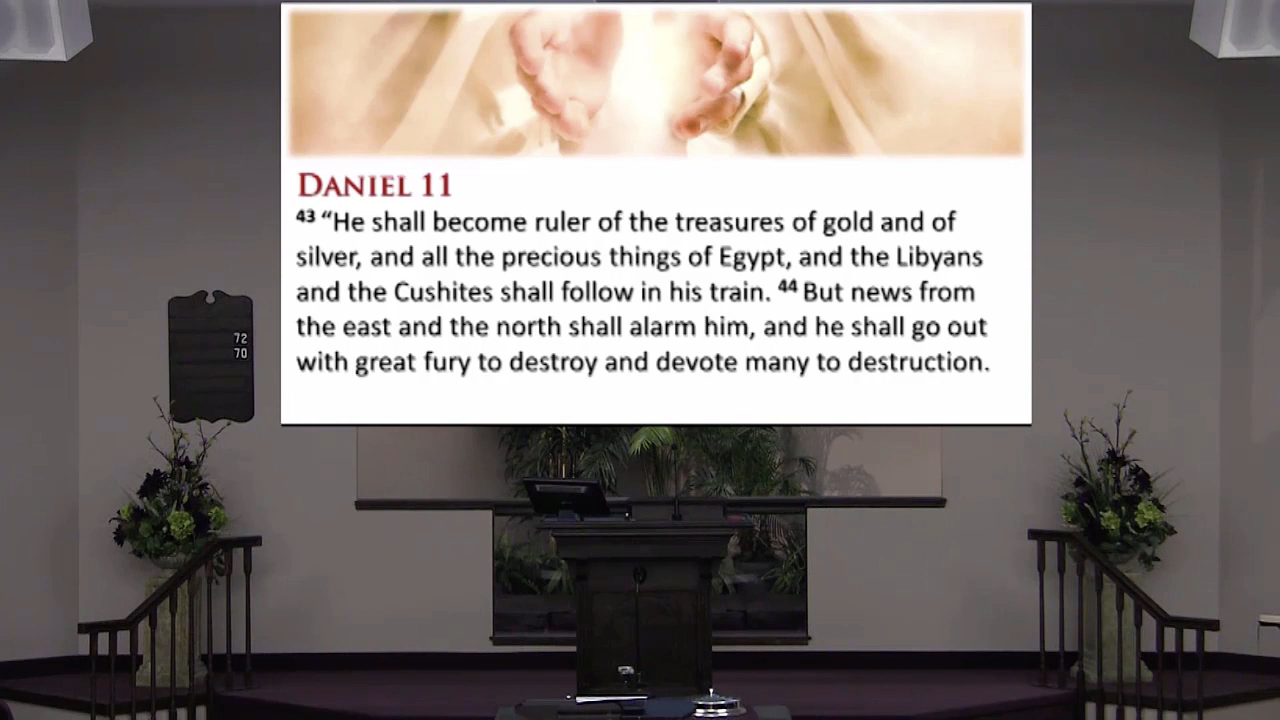 DANIEL 11
43 “He shall become ruler of the treasures of gold and of
silver, and all the precious things of Egypt, and the Libyans
and the Cushites shall follow in his train. 44 But news from
the east and the north shall alarm him, and he shall go out
with great fury to destroy and devote many to destruction.
72
70